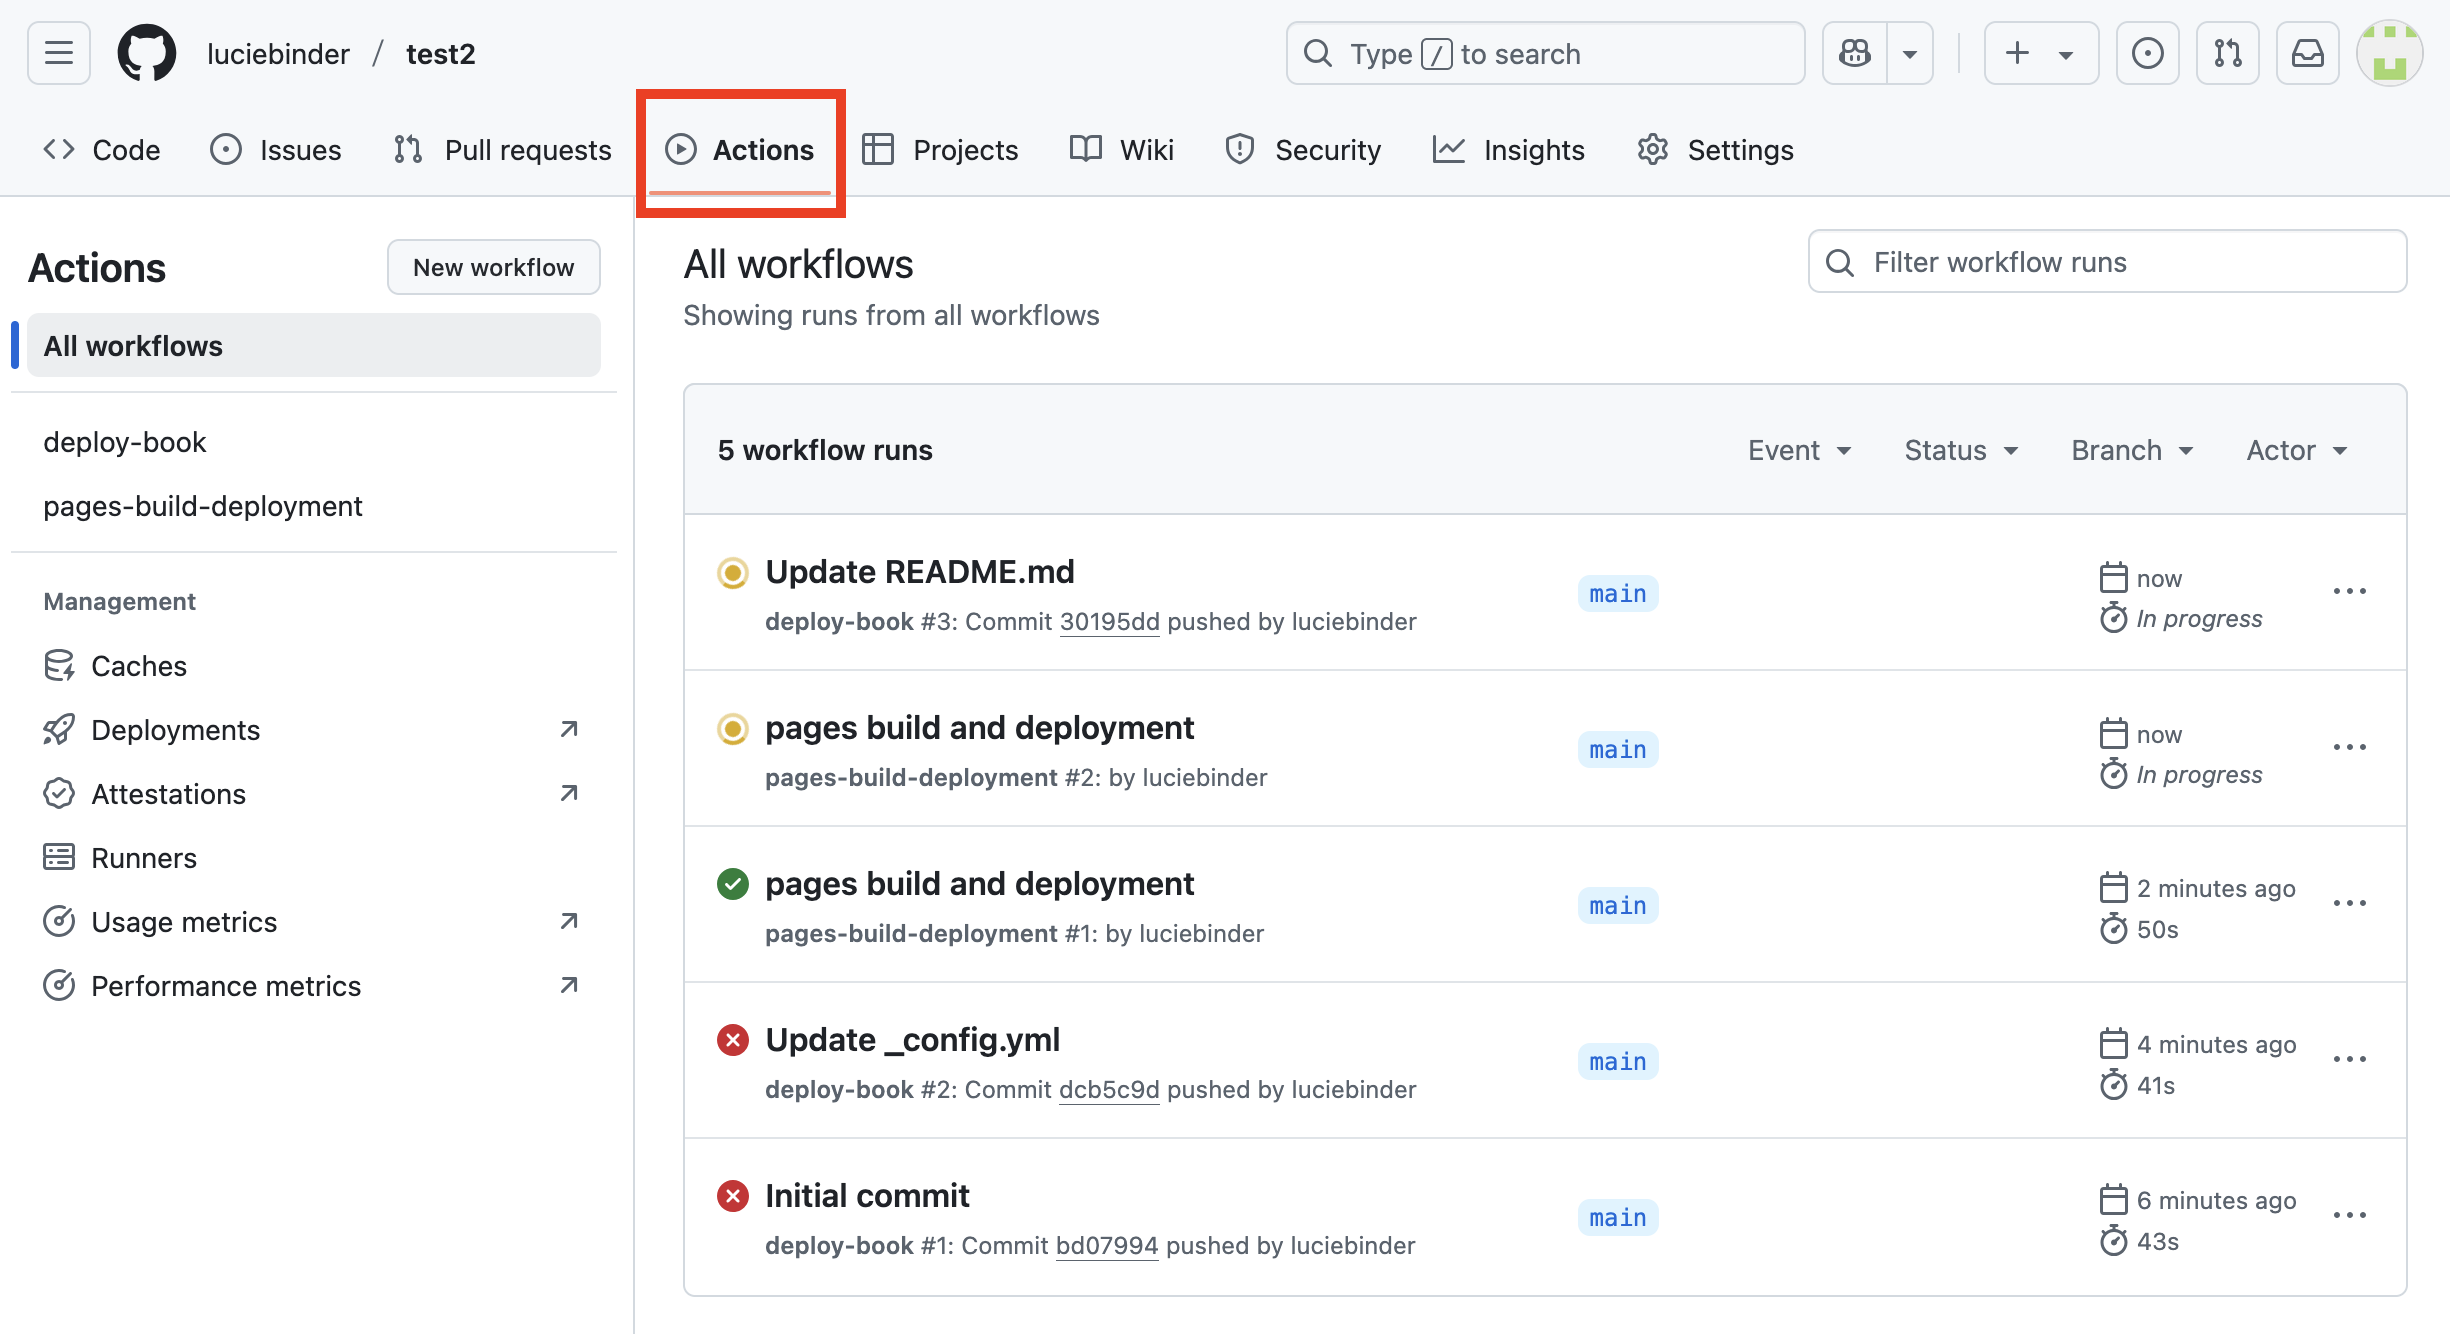 luciebinder / test2
Type / to search
Code Issues Pull requests Actions Projects Wiki Security Insights Settings
Actions
New workflow
All workflows
deploy-book
pages-build-deployment
Management
Caches
Deployments
Attestations
Runners
Usage metrics
Performance metrics
All workflows
Showing runs from all workflows
Filter workflow runs
5 workflow runs
Event Status Branch Actor
Update README.md
deploy-book #3: Commit 30195dd pushed by luciebinder
main
now
In progress
pages build and deployment
pages-build-deployment #2: by luciebinder
main
now
In progress
pages build and deployment
pages-build-deployment #1: by luciebinder
main
2 minutes ago
50s
Update _config.yml
deploy-book #2: Commit dcb5c9d pushed by luciebinder
main
4 minutes ago
41s
Initial commit
deploy-book #1: Commit bd07994 pushed by luciebinder
main
6 minutes ago
43s